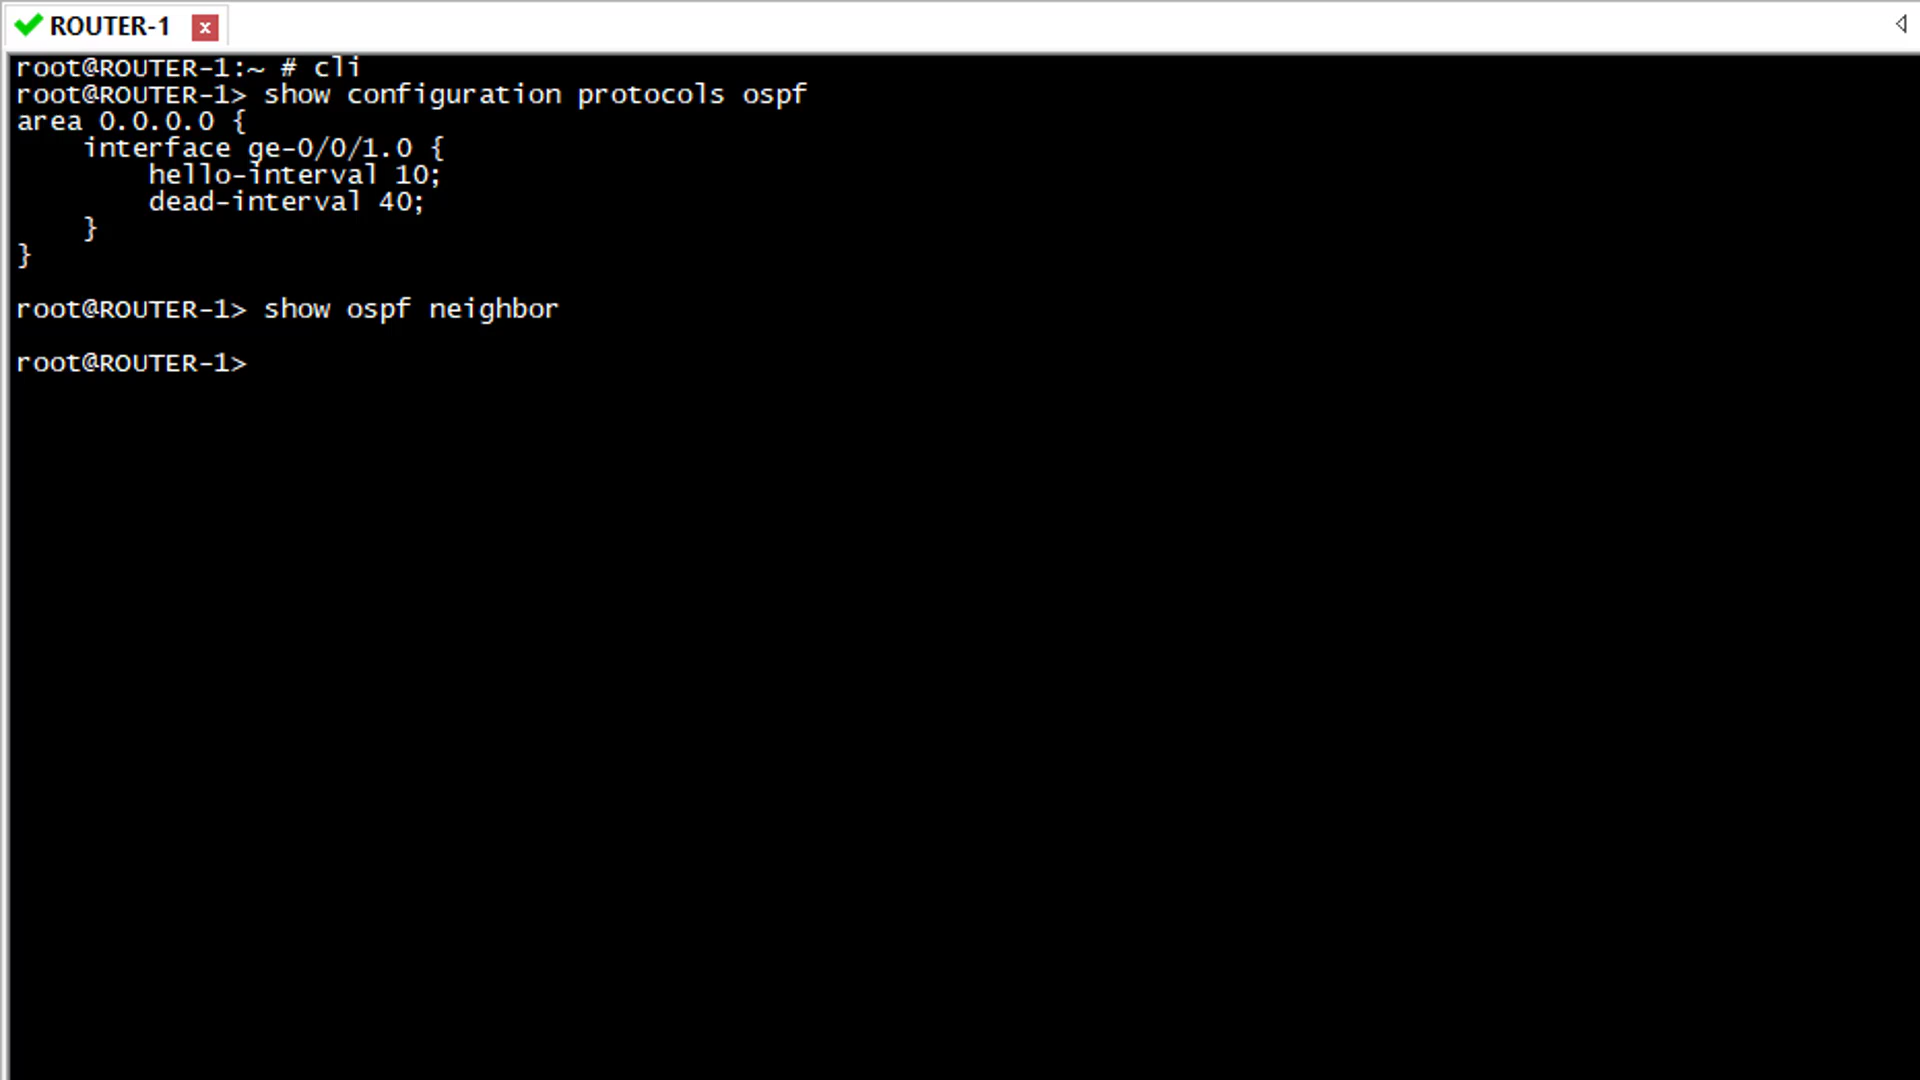 ROUTER-1
root@ROUTER-1:~ # cli
root@ROUTER-1> show configuration protocols ospf
area 0.0.0.0 {
    interface ge-0/0/1.0 {
        hello-interval 10;
        dead-interval 40;
    }
}
root@ROUTER-1> show ospf neighbor
root@ROUTER-1>